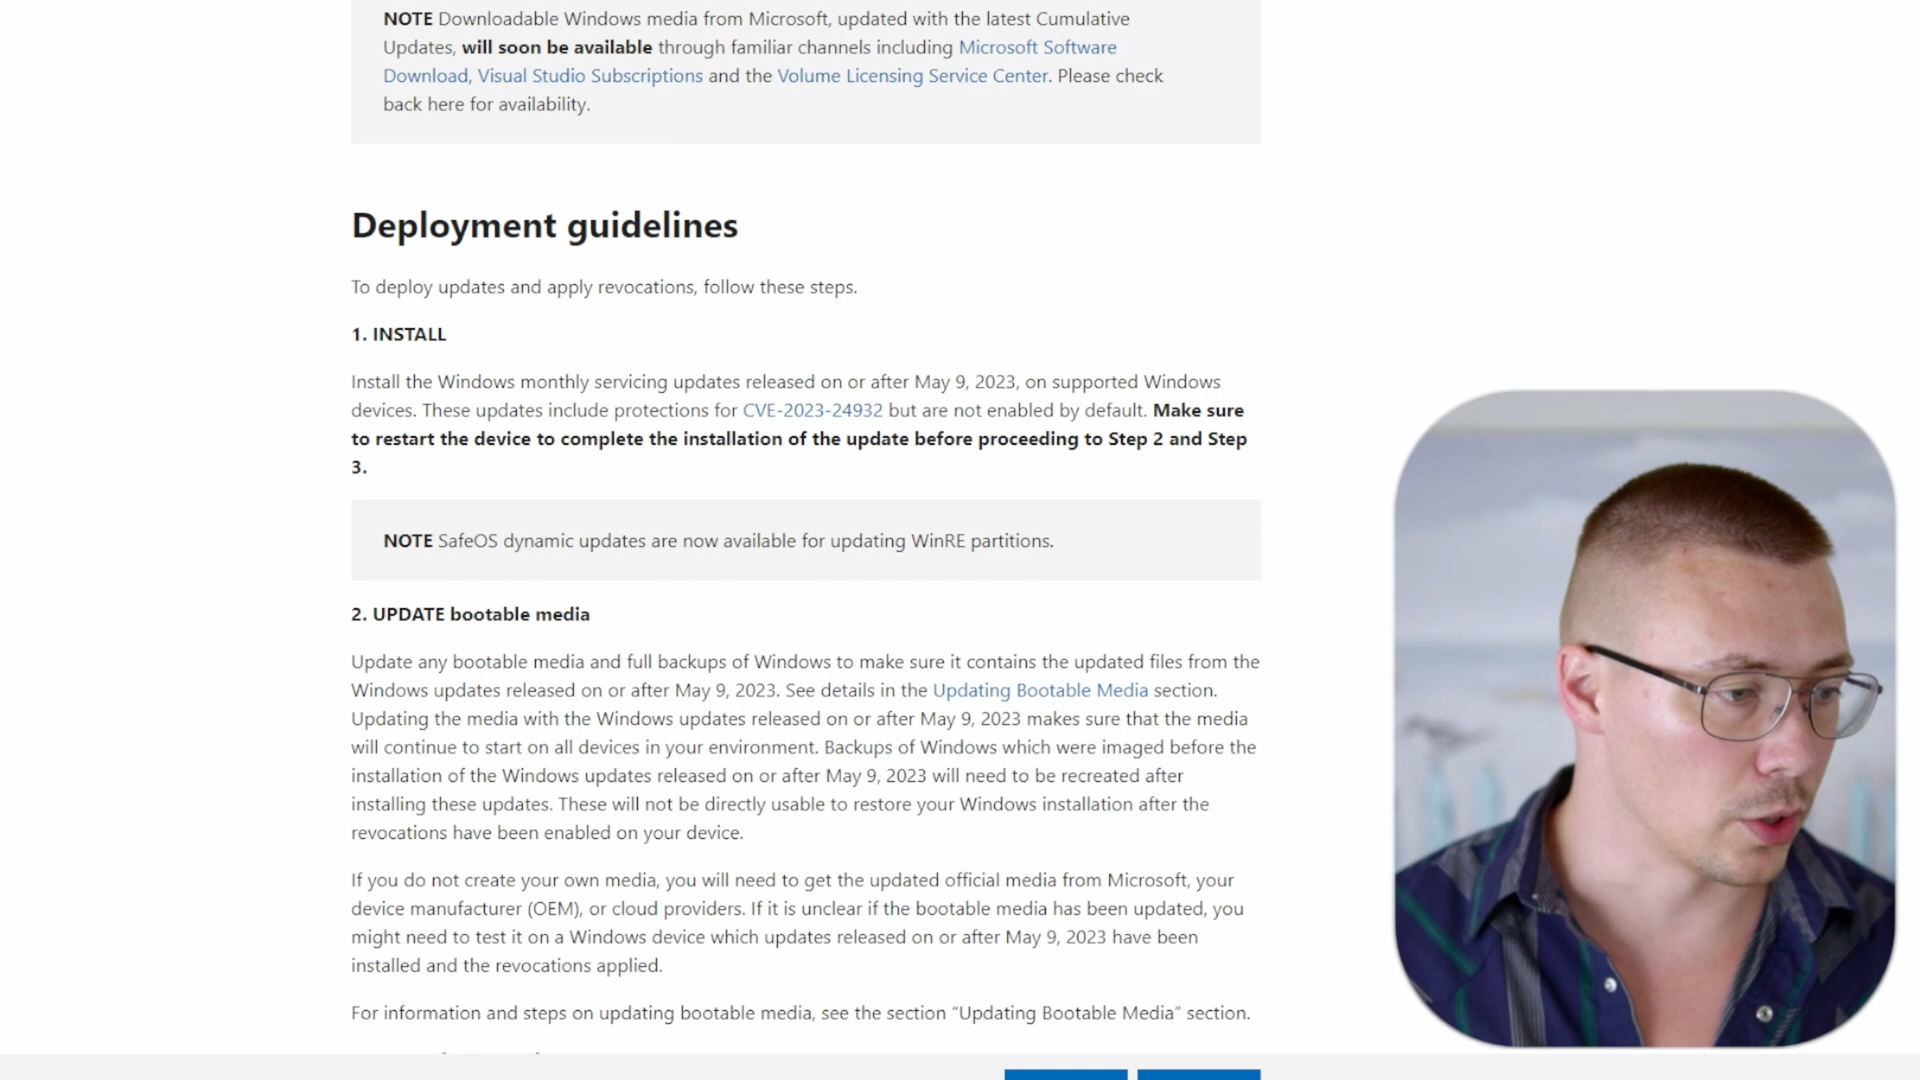 NOTE Downloadable Windows media from Microsoft, updated with the latest Cumulative
Updates, will soon be available through familiar channels including Microsoft Software
Download, Visual Studio Subscriptions and the Volume Licensing Service Center. Please check
back here for availability.
Deployment guidelines
To deploy updates and apply revocations, follow these steps.
1. INSTALL
Install the Windows monthly servicing updates released on or after May 9, 2023, on supported Windows
devices. These updates include protections for CVE-2023-24932 but are not enabled by default. Make sure
to restart the device to complete the installation of the update before proceeding to Step 2 and Step
3.
NOTE SafeOS dynamic updates are now available for updating WinRE partitions.
2. UPDATE bootable media
Update any bootable media and full backups of Windows to make sure it contains the updated files from the
Windows updates released on or after May 9, 2023. See details in the Updating Bootable Media section.
Updating the media with the Windows updates released on or after May 9, 2023 makes sure that the media
will continue to start on all devices in your environment. Backups of Windows which were imaged before the
installation of the Windows updates released on or after May 9, 2023 will need to be recreated after
installing these updates. These will not be directly usable to restore your Windows installation after the
revocations have been enabled on your device.
If you do not create your own media, you will need to get the updated official media from Microsoft, your
device manufacturer (OEM), or cloud providers. If it is unclear if the bootable media has been updated, you
might need to test it on a Windows device which updates released on or after May 9, 2023 have been
installed and the revocations applied.
For information and steps on updating bootable media, see the section “Updating Bootable Media” section.